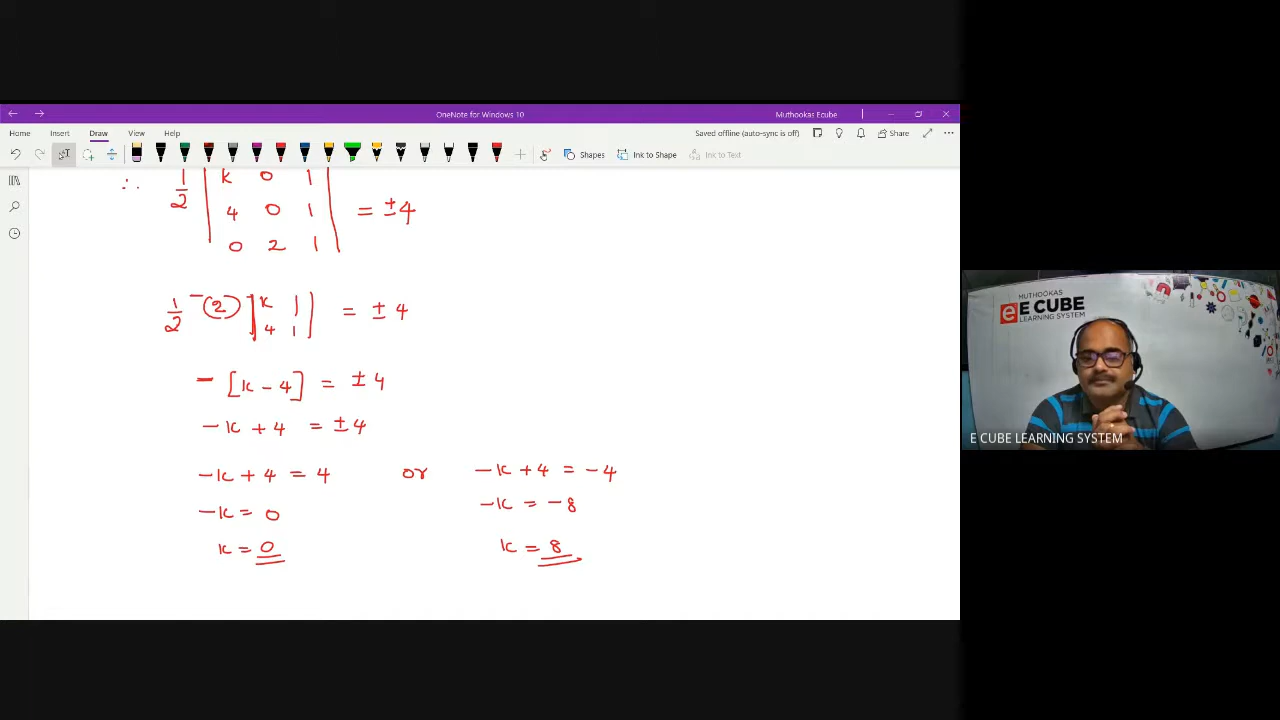 OneNote for Windows 10
Muthookas Ecube
Home Insert Draw View Help
Saved offline (auto-sync is off)
Share
Shapes
Ink to Shape
Ink to Text
∴ 1/2 | k 0 1 |
| 4 0 1 | = ±4
| 0 2 1 |
1/2 -(2) | k 1 | = ±4
| 4 1 |
- [k - 4] = ±4
-k + 4 = ±4
-k + 4 = 4 or -k + 4 = -4
-k = 0 -k = -8
k = 0 k = 8
MUTHOOKAS
e E CUBE
LEARNING SYSTEM
E CUBE LEARNING SYSTEM